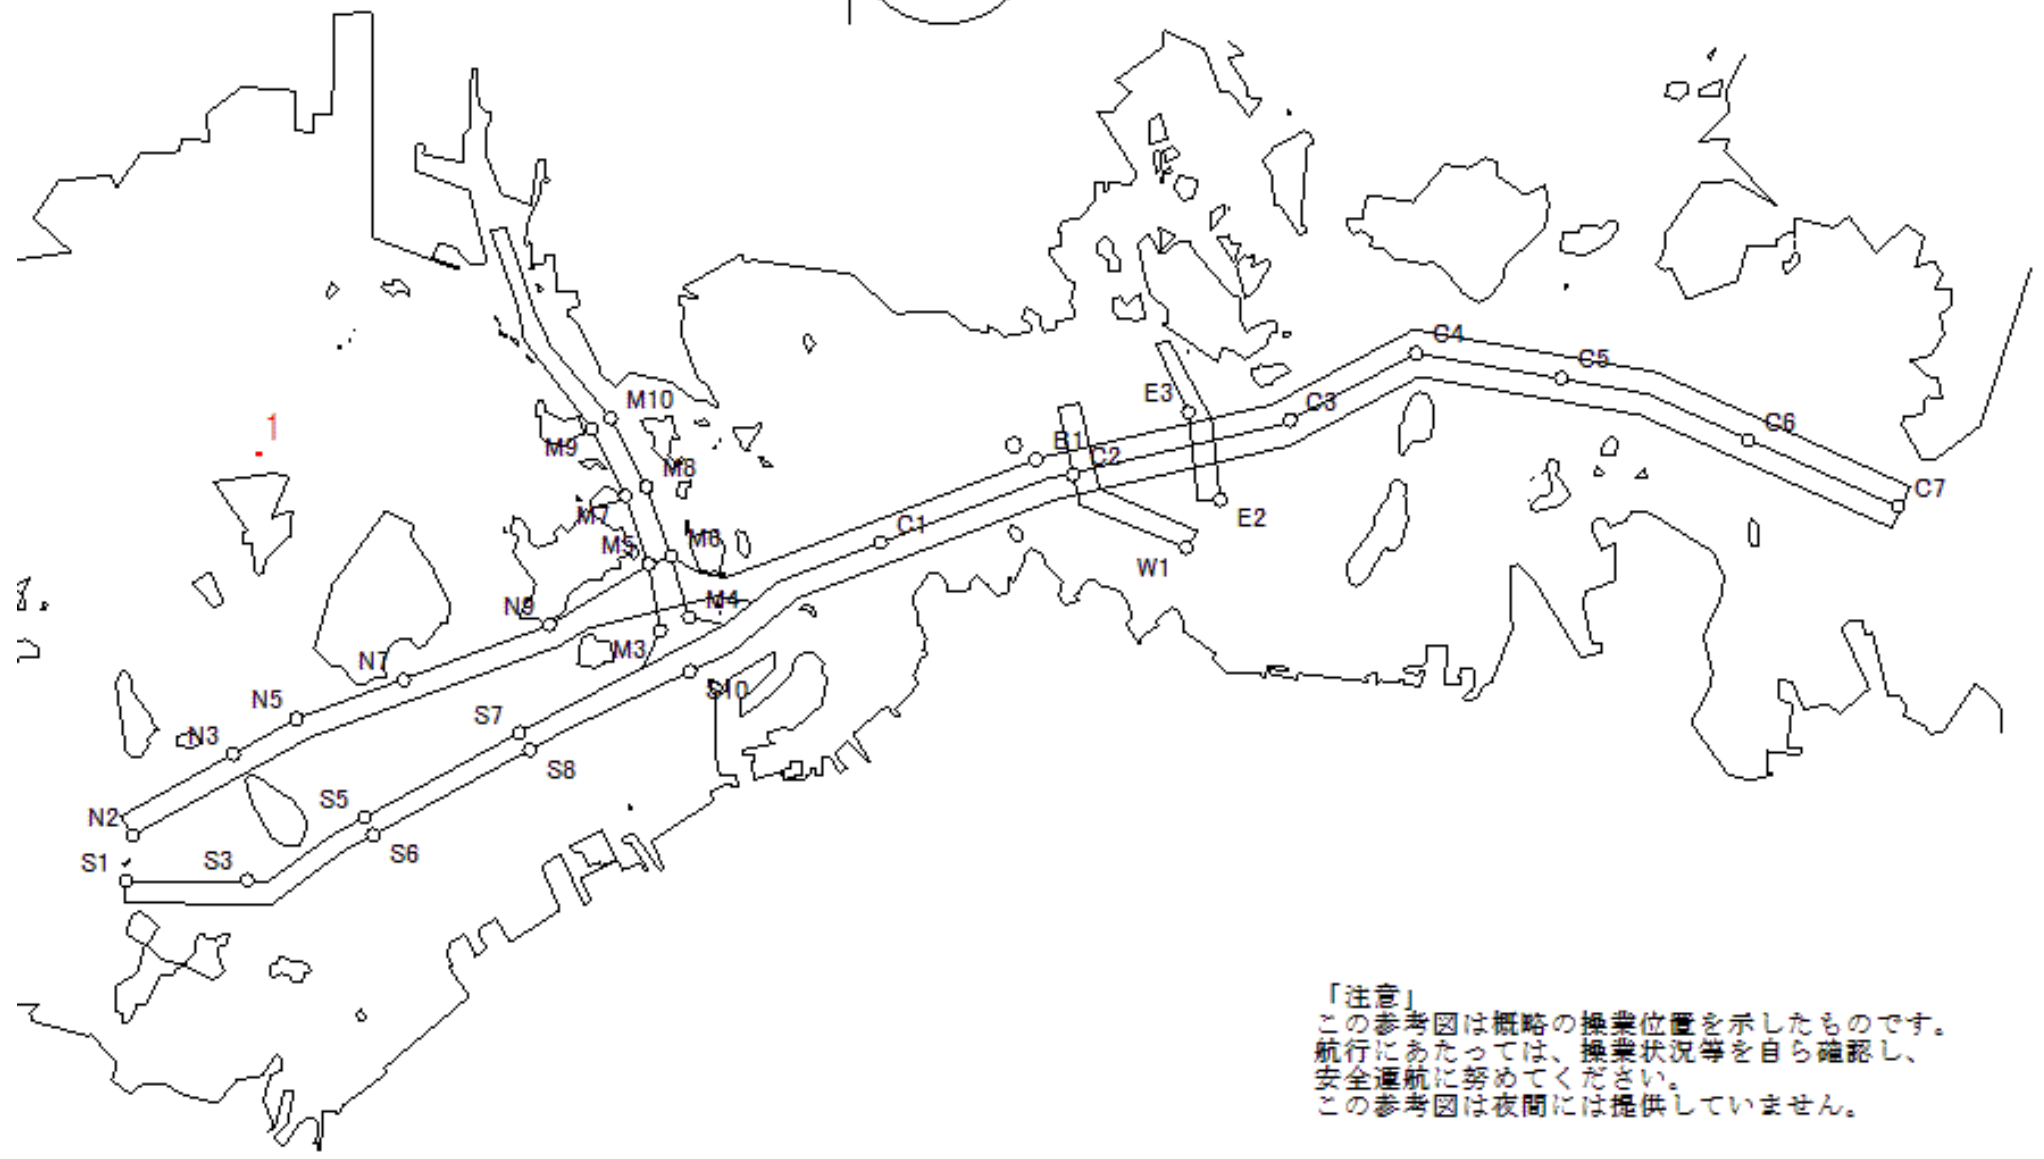 C4
C5
E3
M10
C3
1
C6
M9
B1
C2
M8
C7
M7
E2
C1
M5
M6
W1
N9
M4
M3
N7
S10
N5
S7
N3
S8
S5
N2
S6
S1
S3
「注意」
この参考図は概略の操業位置を示したものです。
航行にあたっては、操業状況等を自ら確認し、
安全運航に努めてください。
この参考図は夜間には提供していません。